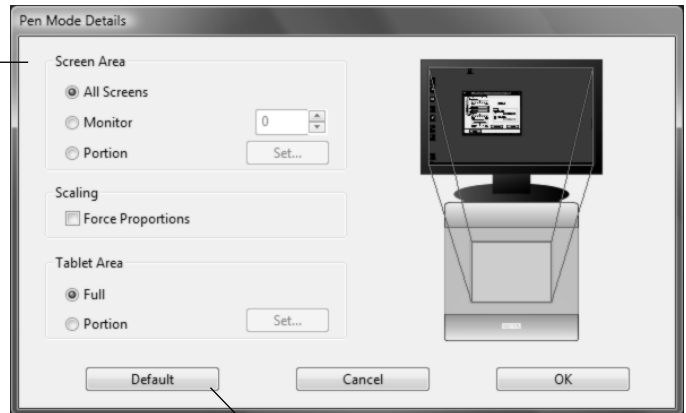 Pen Mode Details
Screen Area
All Screens
Monitor
0
Portion
Set...
Scaling
Force Proportions
Tablet Area
Full
Portion
Set...
Default
Cancel
OK